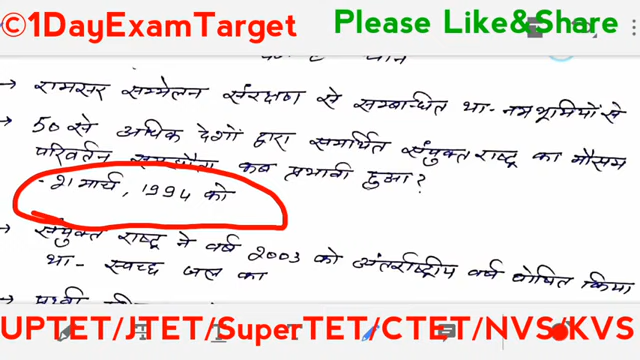 ©1DayExamTarget Please Like&Share
→ रामसर सम्मेलन संरक्षण से सम्बन्धित था- नमभूमियों से
→ 50 से अधिक देशों द्वारा समर्थित संयुक्त राष्ट्र का मौसम
परिवर्तन समझौता कब प्रभावी हुआ?
- 21 मार्च, 1994 को
→ संयुक्त राष्ट्र ने वर्ष 2003 को अंतर्राष्ट्रीय वर्ष घोषित किया
था- स्वच्छ जल का
UPTET/JTET/SuperTET/CTET/NVS/KVS